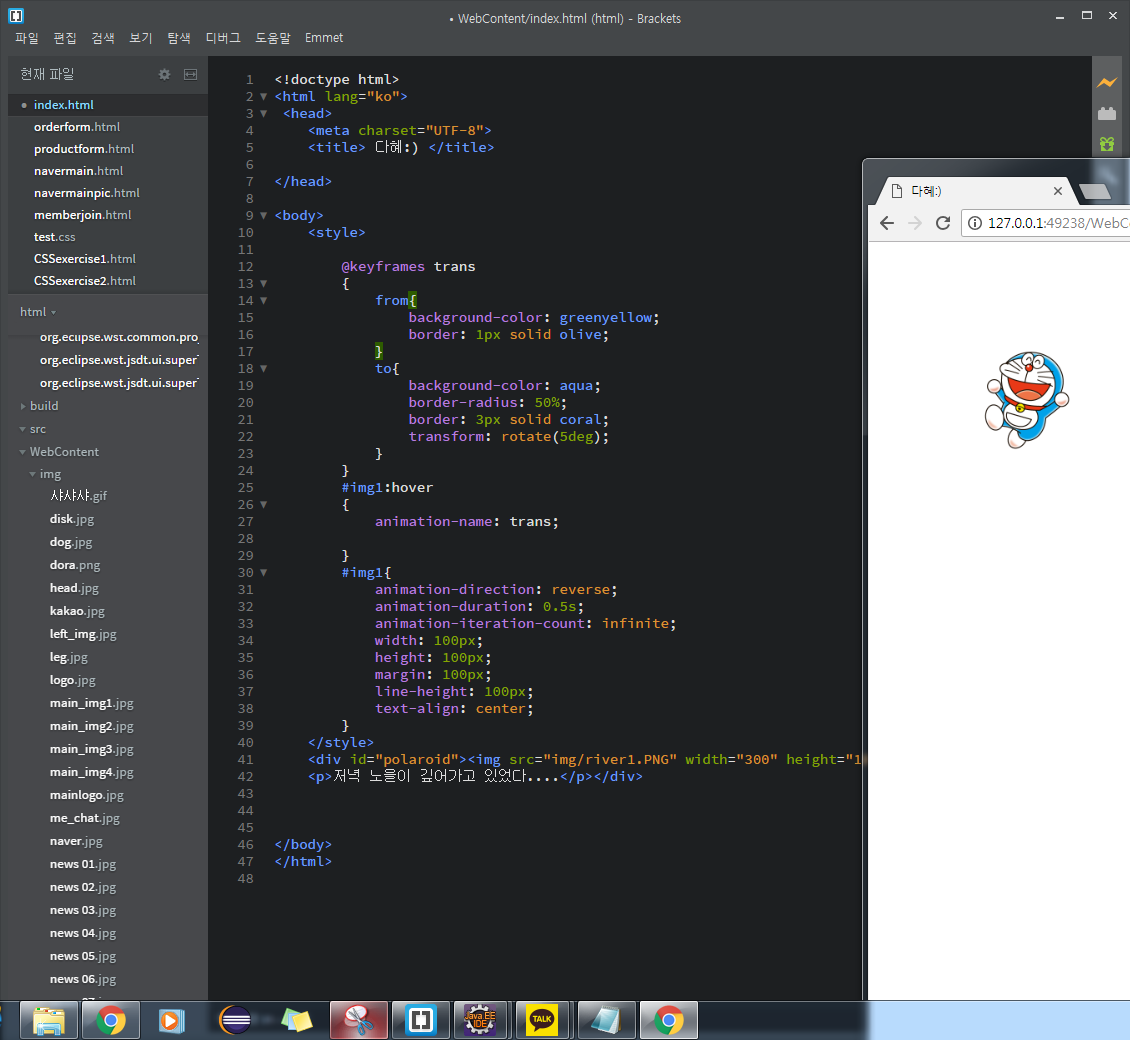 • WebContent/index.html (html) - Brackets
파일 편집 검색 보기 탐색 디버그 도움말 Emmet
현재 파일
index.html
orderform.html
productform.html
navermain.html
navermainpic.html
memberjoin.html
test.css
CSSexercise1.html
CSSexercise2.html
html
org.eclipse.wst.common.proj
org.eclipse.wst.jsdt.ui.super
org.eclipse.wst.jsdt.ui.super
build
src
WebContent
img
샤샤샤.gif
disk.jpg
dog.jpg
dora.png
head.jpg
kakao.jpg
left_img.jpg
leg.jpg
logo.jpg
main_img1.jpg
main_img2.jpg
main_img3.jpg
main_img4.jpg
mainlogo.jpg
me_chat.jpg
naver.jpg
news 01.jpg
news 02.jpg
news 03.jpg
news 04.jpg
news 05.jpg
news 06.jpg
1 <!doctype html>
2 <html lang="ko">
3 <head>
4 <meta charset="UTF-8">
5 <title> 다혜:) </title>
6
7 </head>
8
9 <body>
10 <style>
11
12 @keyframes trans
13 {
14 from{
15 background-color: greenyellow;
16 border: 1px solid olive;
17 }
18 to{
19 background-color: aqua;
20 border-radius: 50%;
21 border: 3px solid coral;
22 transform: rotate(5deg);
23 }
24 }
25 #img1:hover
26 {
27 animation-name: trans;
28
29 }
30 #img1{
31 animation-direction: reverse;
32 animation-duration: 0.5s;
33 animation-iteration-count: infinite;
34 width: 100px;
35 height: 100px;
36 margin: 100px;
37 line-height: 100px;
38 text-align: center;
39 }
40 </style>
41 <div id="polaroid"><img src="img/river1.PNG" width="300" height="1
42 <p>저녁 노을이 깊어가고 있었다....</p></div>
43
44
45
46 </body>
47 </html>
48
다혜:)
127.0.0.1:49238/WebC
Java EE
IDE
TALK